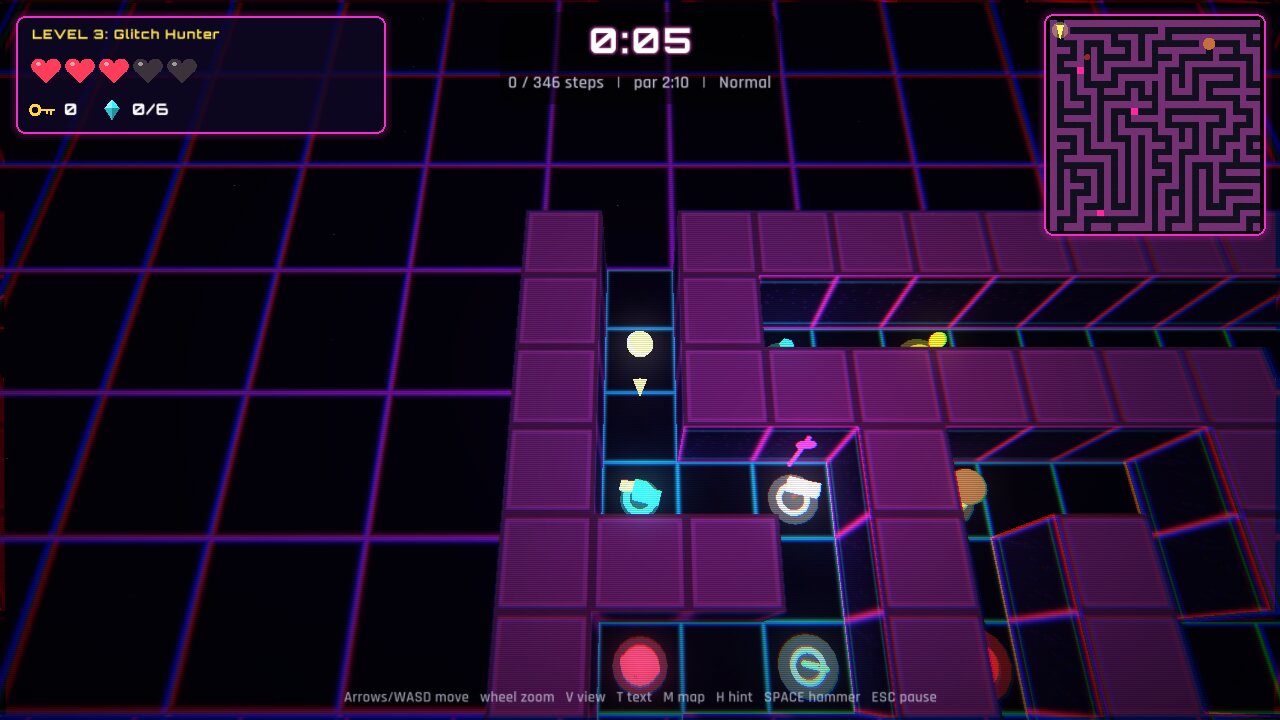 LEVEL 3: Glitch Hunter
0
0/6
0:05
0 / 346 steps | par 2:10 | Normal
Arrows/WASD move wheel zoom V view T text M map H hint SPACE hammer ESC pause